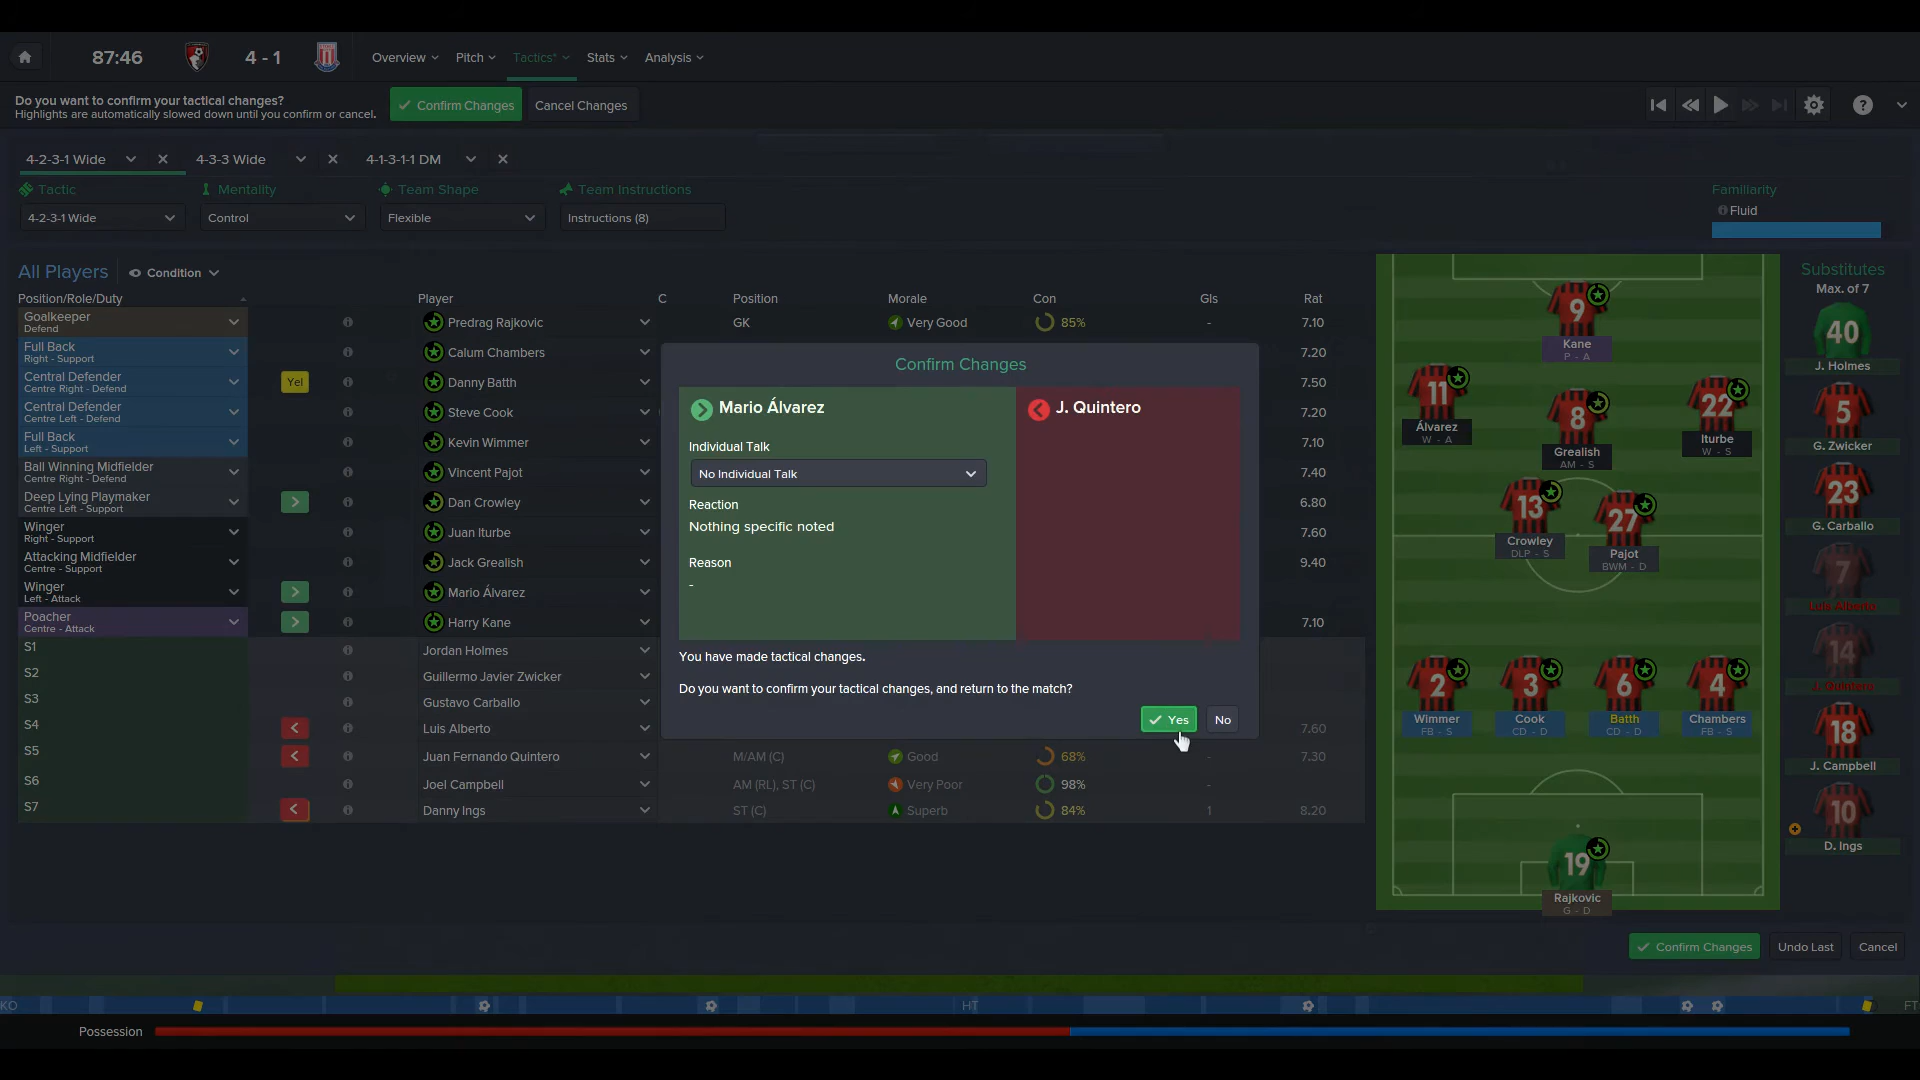 87:46
4 - 1
Overview
Pitch
Tactics*
Stats
Analysis
Do you want to confirm your tactical changes?
Highlights are automatically slowed down until you confirm or cancel.
Confirm Changes
Cancel Changes
?
4-2-3-1 Wide
4-3-3 Wide
4-1-3-1-1 DM
Tactic
Mentality
Team Shape
Team Instructions
Familiarity
4-2-3-1 Wide
Control
Flexible
Instructions (8)
Fluid
All Players
Condition
Position/Role/Duty
Player
C
Position
Morale
Con
Gls
Rat
Goalkeeper
Defend
Predrag Rajkovic
GK
Very Good
85%
-
7.10
Full Back
Right - Support
Calum Chambers
7.20
Central Defender
Centre Right - Defend
Yel
Danny Batth
7.50
Central Defender
Centre Left - Defend
Steve Cook
7.20
Full Back
Left - Support
Kevin Wimmer
7.10
Ball Winning Midfielder
Centre Right - Defend
Vincent Pajot
7.40
Deep Lying Playmaker
Centre Left - Support
Dan Crowley
6.80
Winger
Right - Support
Juan Iturbe
7.60
Attacking Midfielder
Centre - Support
Jack Grealish
9.40
Winger
Left - Attack
Mario Álvarez
Poacher
Centre - Attack
Harry Kane
7.10
S1
Jordan Holmes
S2
Guillermo Javier Zwicker
S3
Gustavo Carballo
S4
Luis Alberto
7.60
S5
Juan Fernando Quintero
M/AM (C)
Good
68%
-
7.30
S6
Joel Campbell
AM (RL), ST (C)
Very Poor
98%
-
S7
Danny Ings
ST (C)
Superb
84%
1
8.20
Confirm Changes
Mario Álvarez
J. Quintero
Individual Talk
No Individual Talk
Reaction
Nothing specific noted
Reason
-
You have made tactical changes.
Do you want to confirm your tactical changes, and return to the match?
Yes
No
9
Kane
P - A
11
Álvarez
W - A
8
Grealish
AM - S
22
Iturbe
W - S
13
Crowley
DLP - S
27
Pajot
BWM - D
2
Wimmer
FB - S
3
Cook
CD - D
6
Batth
CD - D
4
Chambers
FB - S
19
Rajkovic
G - D
Substitutes
Max. of 7
40
J. Holmes
5
G. Zwicker
23
G. Carballo
7
Luis Alberto
14
J. Quintero
18
J. Campbell
10
D. Ings
Confirm Changes
Undo Last
Cancel
KO
HT
FT
Possession